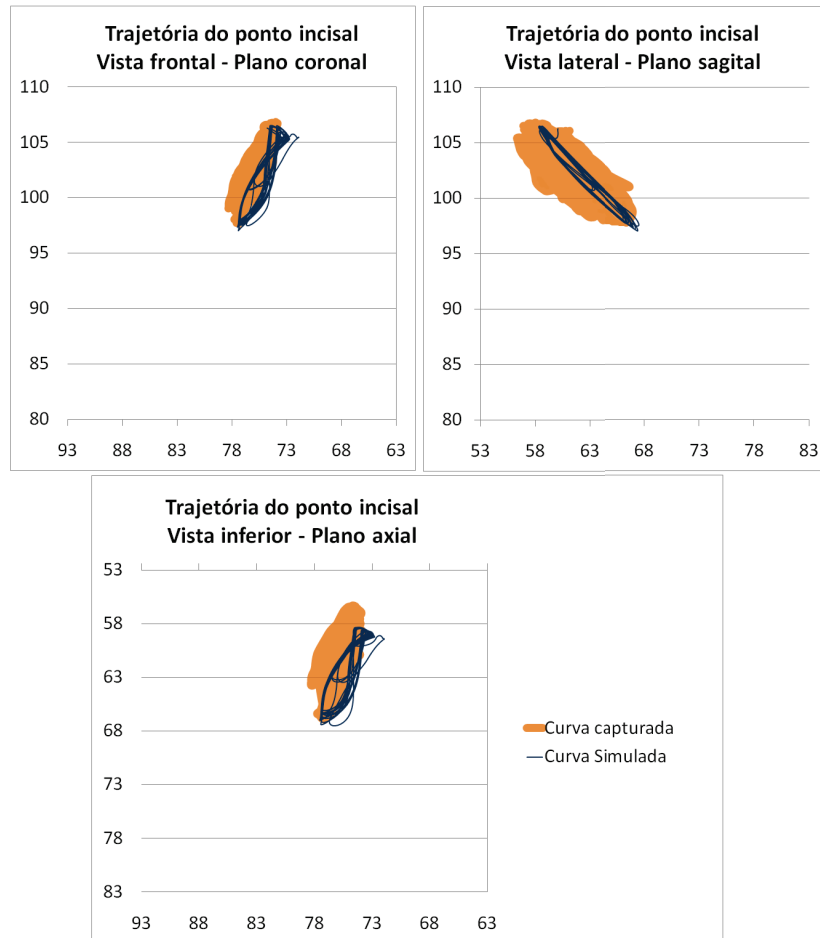 Trajetória do ponto incisal
Vista frontal - Plano coronal
110
105
100
95
90
85
80
93 88 83 78 73 68 63
Trajetória do ponto incisal
Vista lateral - Plano sagital
110
105
100
95
90
85
80
53 58 63 68 73 78 83
Trajetória do ponto incisal
Vista inferior - Plano axial
53
58
63
68
73
78
83
93 88 83 78 73 68 63
Curva capturada
Curva Simulada